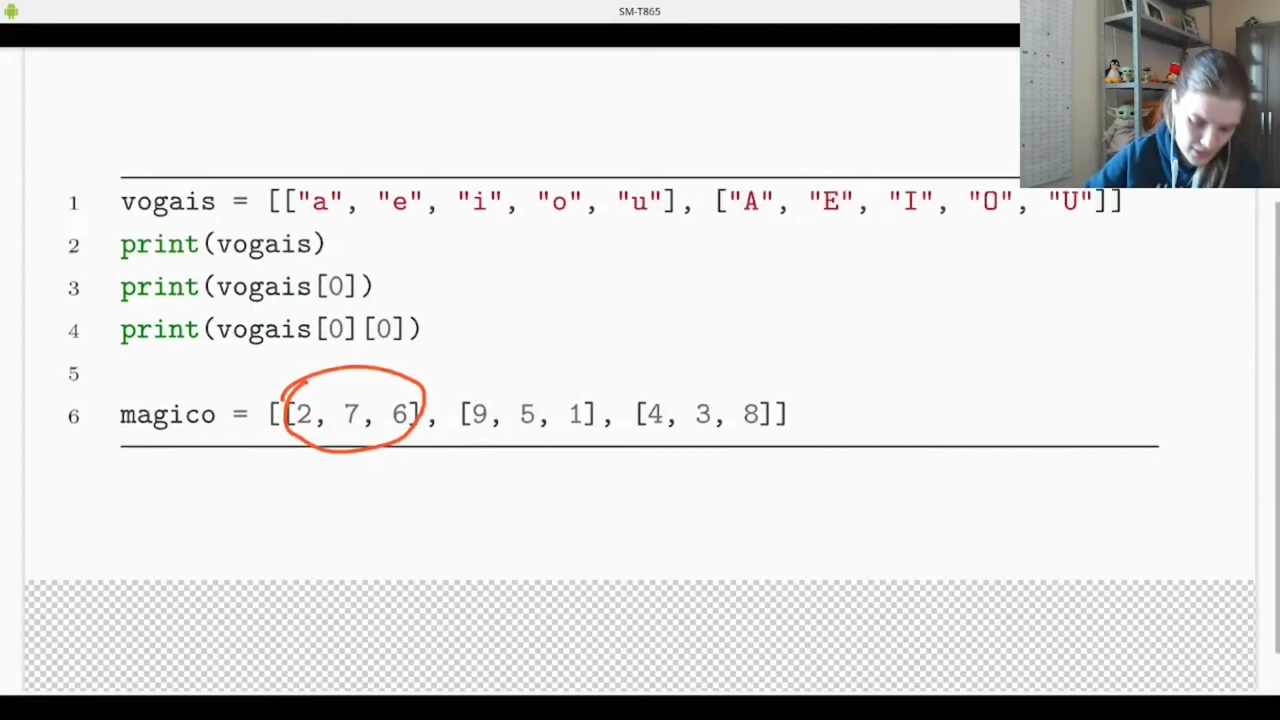 SM-T865
1 vogais = [["a", "e", "i", "o", "u"], ["A", "E", "I", "O", "U"]]
2 print(vogais)
3 print(vogais[0])
4 print(vogais[0][0])
5
6 magico = [[2, 7, 6], [9, 5, 1], [4, 3, 8]]